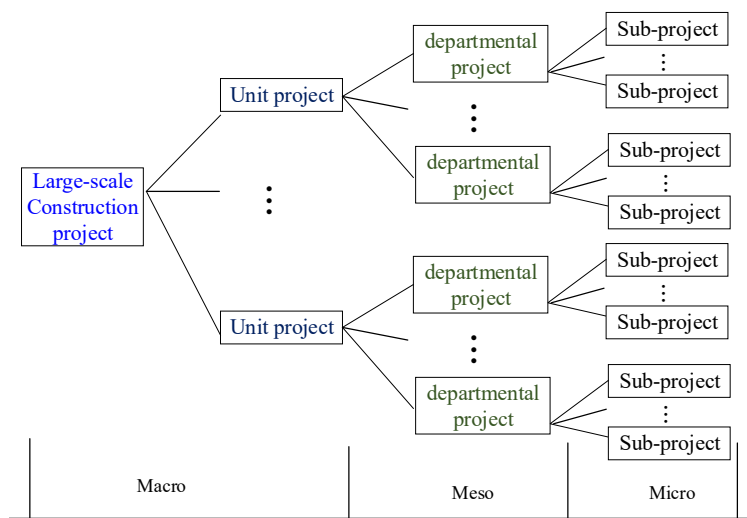 Large-scale
Construction
project
Unit project
Unit project
departmental
project
departmental
project
departmental
project
departmental
project
Sub-project
Sub-project
Sub-project
Sub-project
Sub-project
Sub-project
Sub-project
Sub-project
Macro
Meso
Micro